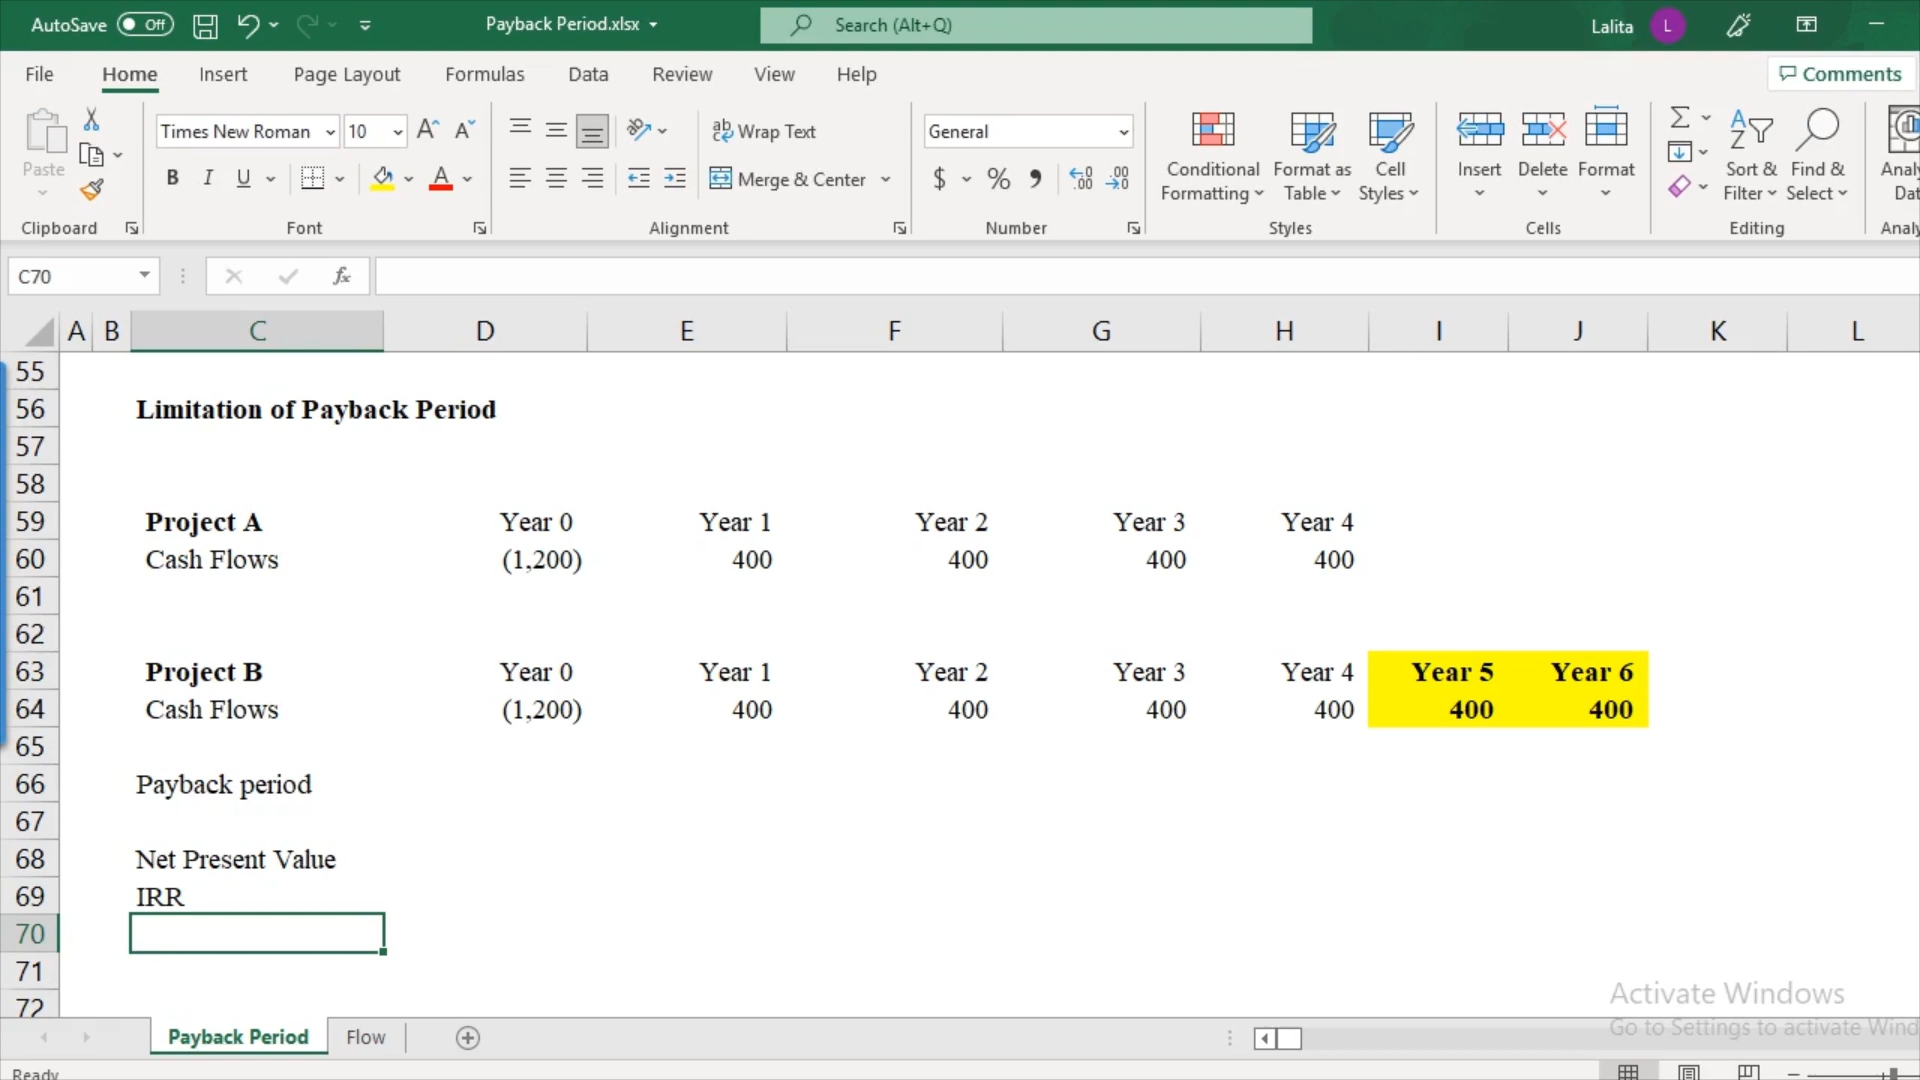 AutoSave Off Payback Period.xlsx Search (Alt+Q) Lalita L
File Home Insert Page Layout Formulas Data Review View Help Comments
Paste Times New Roman 10 Wrap Text General Conditional Formatting Format as Table Cell Styles Insert Delete Format Sort & Filter Find & Select
B I U A Merge & Center $ % 9
Clipboard Font Alignment Number Styles Cells Editing
C70 fx
A B C D E F G H I J K L
55
56 Limitation of Payback Period
57
58
59 Project A Year 0 Year 1 Year 2 Year 3 Year 4
60 Cash Flows (1,200) 400 400 400 400
61
62
63 Project B Year 0 Year 1 Year 2 Year 3 Year 4 Year 5 Year 6
64 Cash Flows (1,200) 400 400 400 400 400 400
65
66 Payback period
67
68 Net Present Value
69 IRR
70
71
72
Activate Windows
Go to Settings to activate Wind
Payback Period Flow
Ready